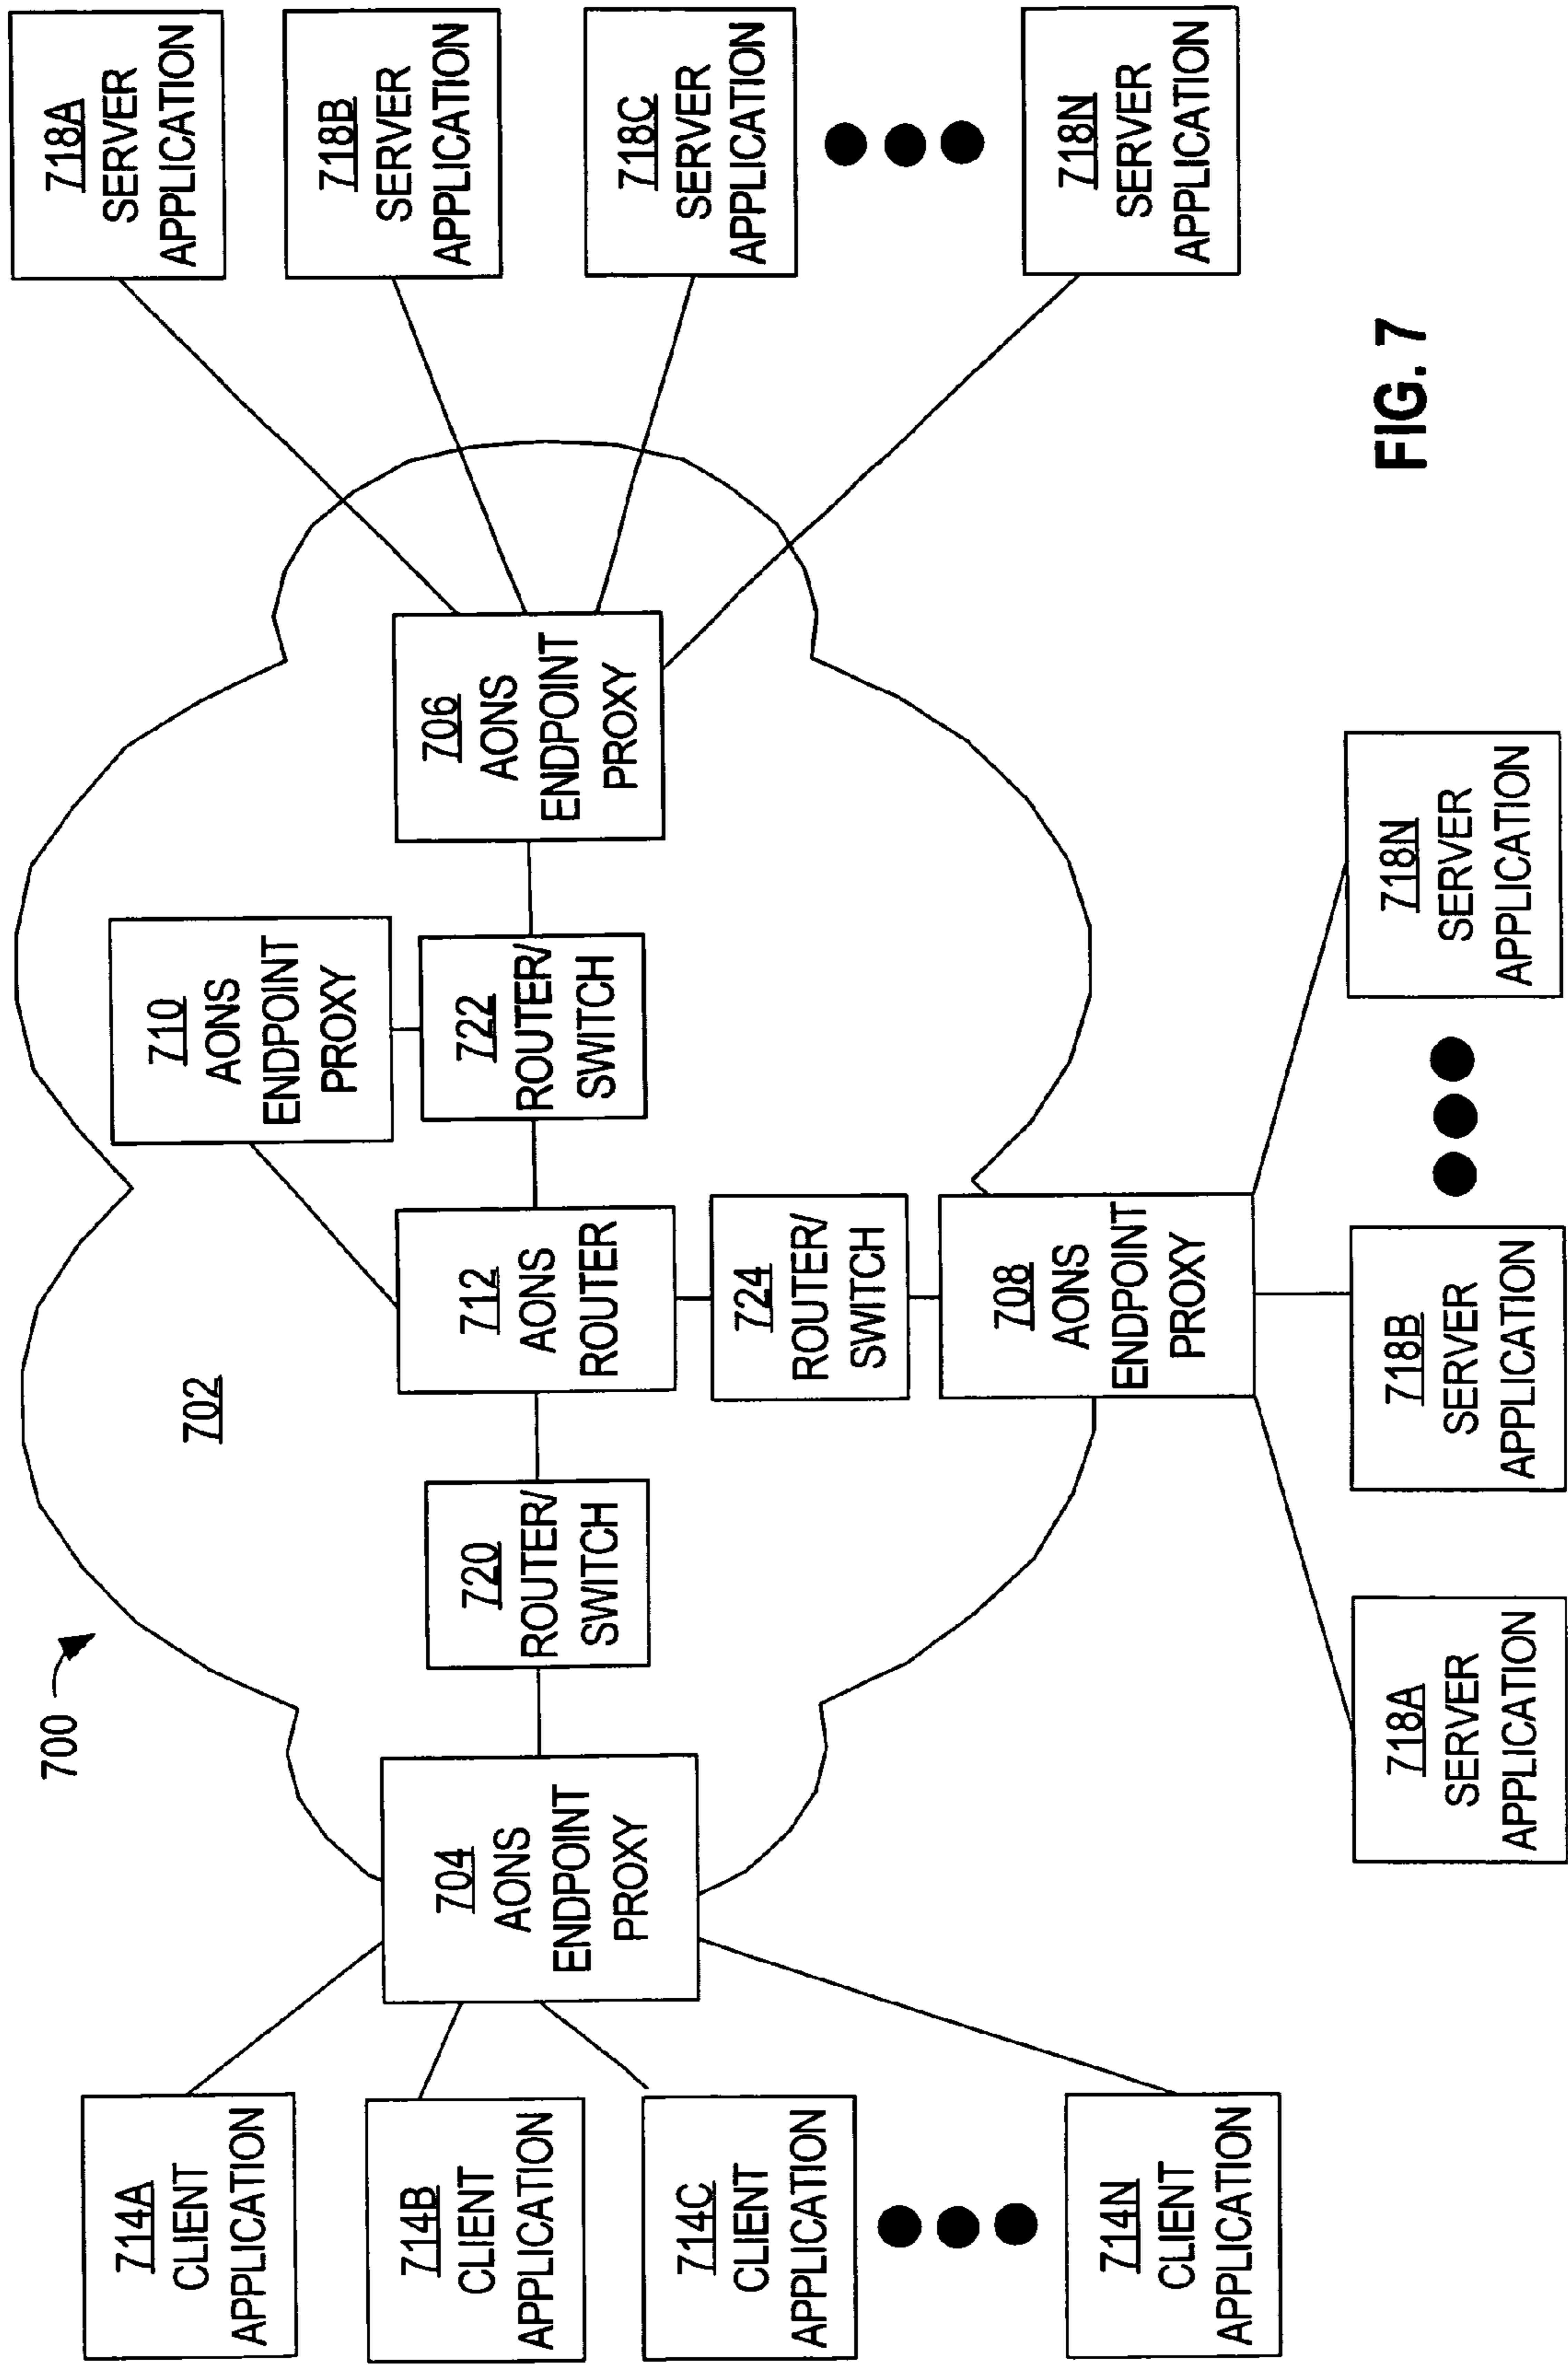 700
702
714A
CLIENT
APPLICATION
714B
CLIENT
APPLICATION
714C
CLIENT
APPLICATION
714N
CLIENT
APPLICATION
704
AONS
ENDPOINT
PROXY
720
ROUTER/
SWITCH
712
AONS
ROUTER
710
AONS
ENDPOINT
PROXY
722
ROUTER/
SWITCH
706
AONS
ENDPOINT
PROXY
724
ROUTER/
SWITCH
708
AONS
ENDPOINT
PROXY
718A
SERVER
APPLICATION
718B
SERVER
APPLICATION
718C
SERVER
APPLICATION
718N
SERVER
APPLICATION
718A
SERVER
APPLICATION
718B
SERVER
APPLICATION
718N
SERVER
APPLICATION
FIG. 7